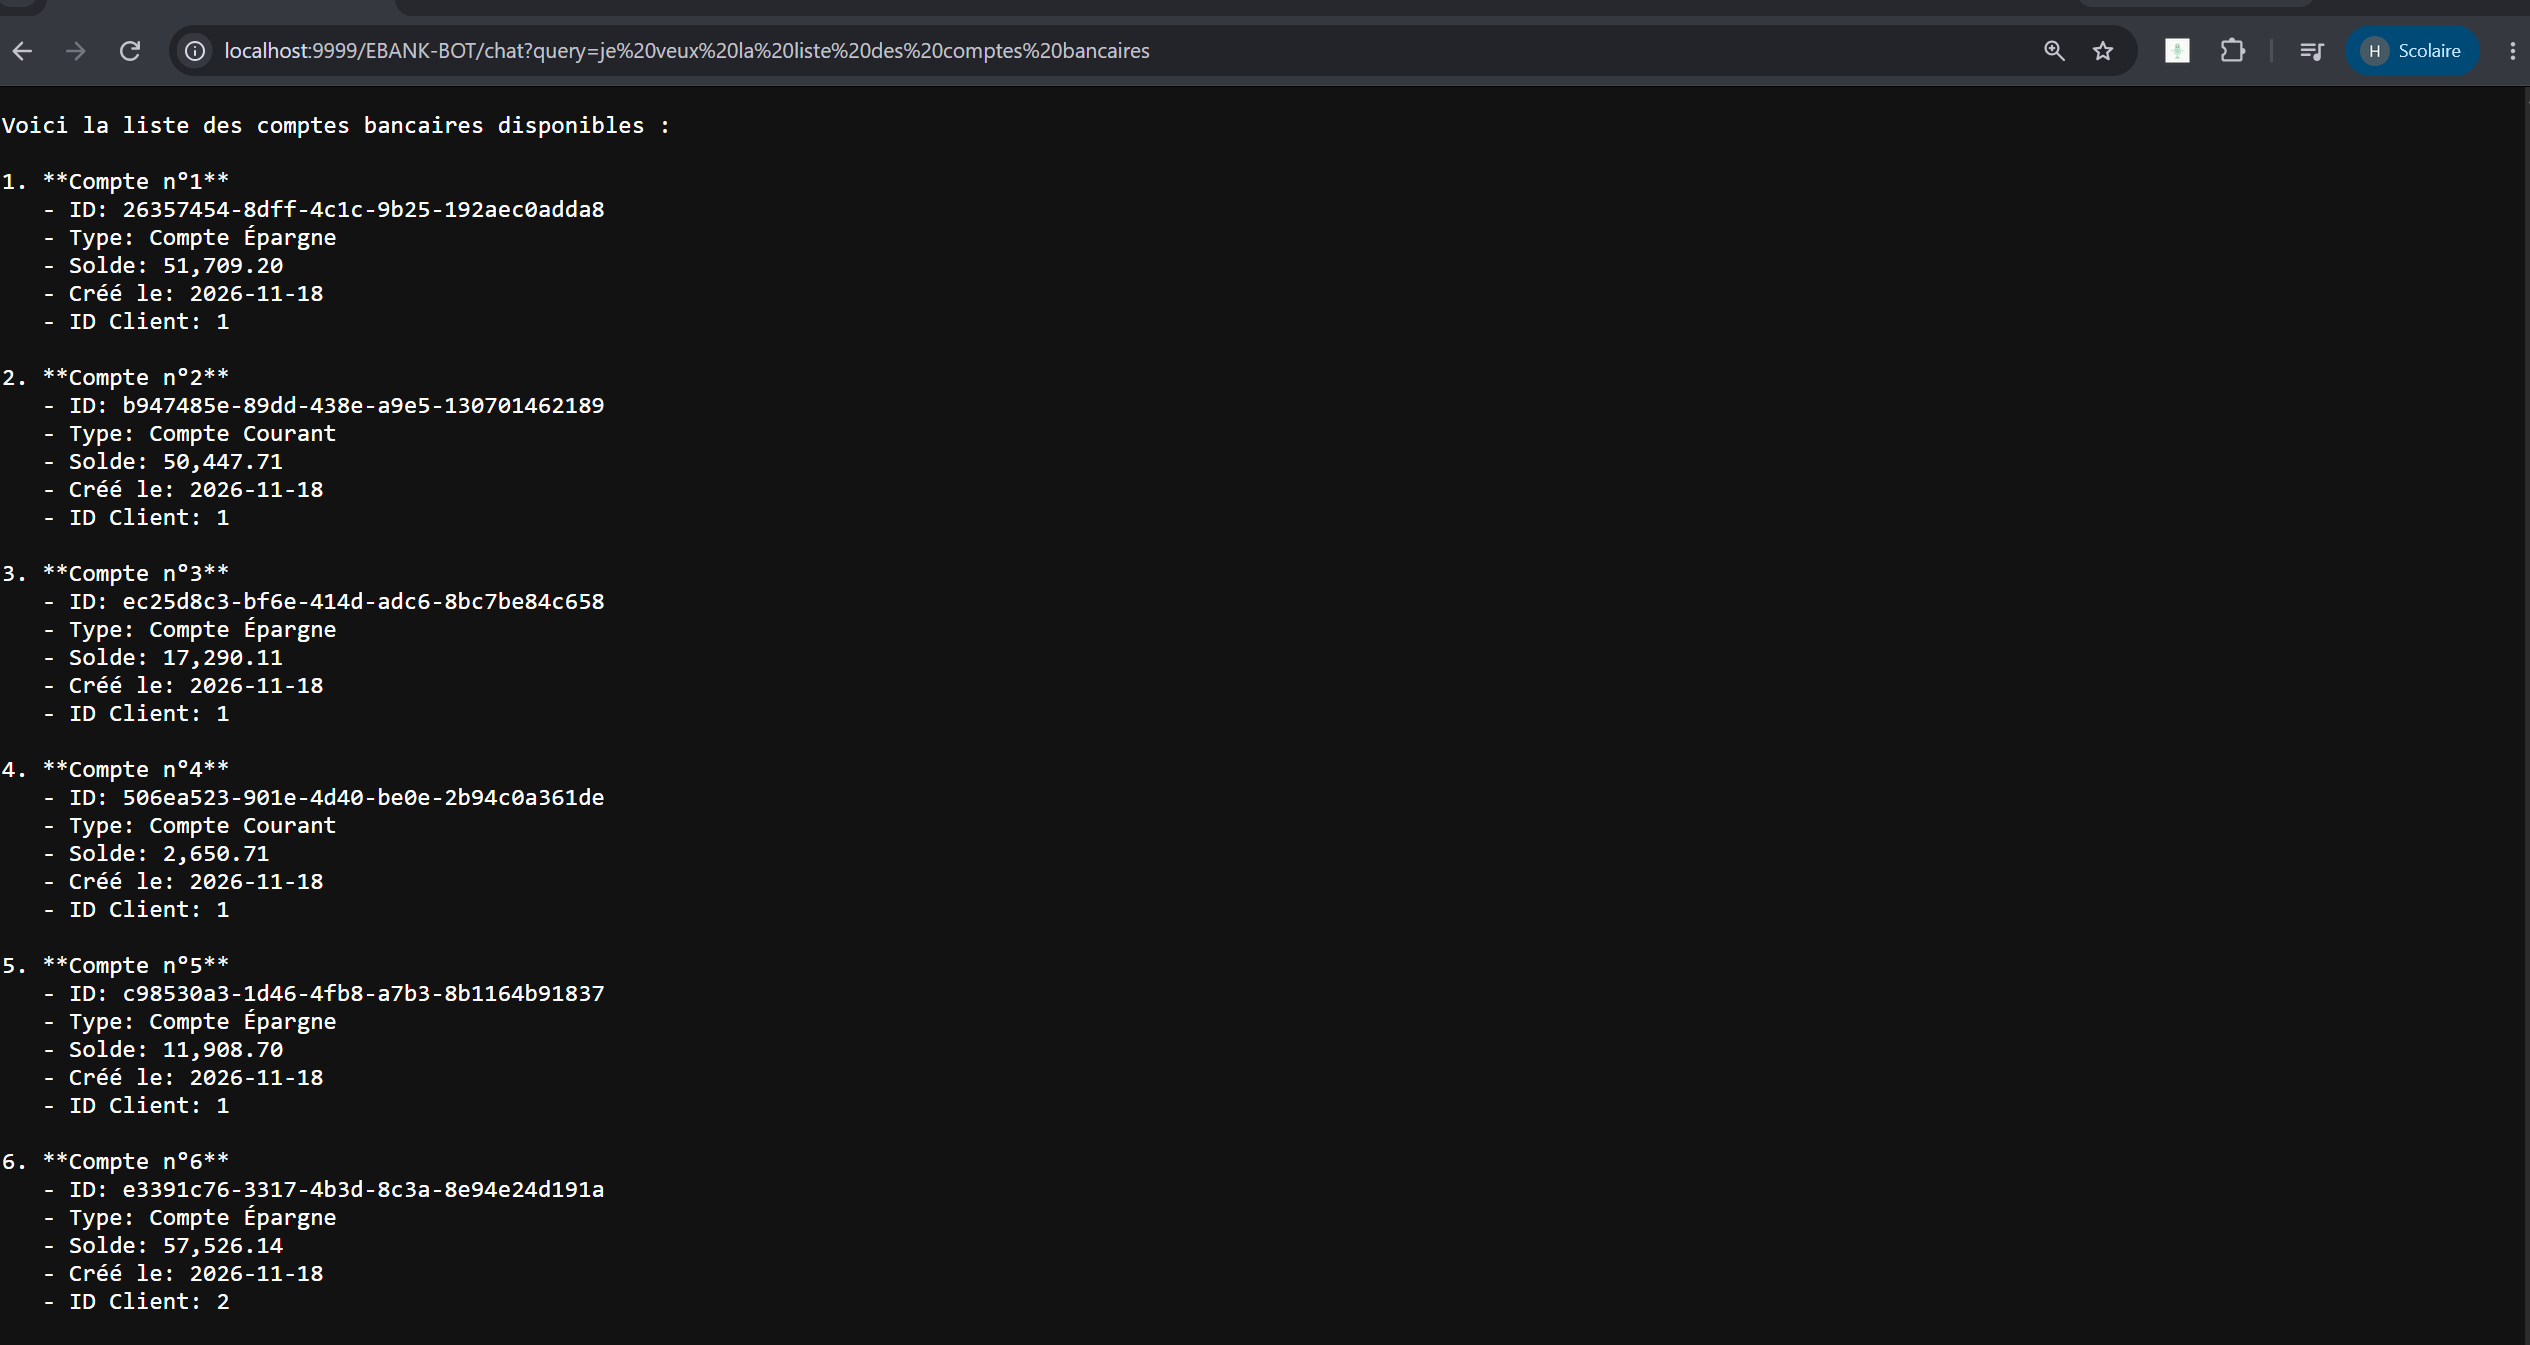 localhost:9999/EBANK-BOT/chat?query=je%20veux%20la%20liste%20des%20comptes%20bancaires
H Scolaire
Voici la liste des comptes bancaires disponibles :
1. **Compte n°1**
- ID: 26357454-8dff-4c1c-9b25-192aec0adda8
- Type: Compte Épargne
- Solde: 51,709.20
- Créé le: 2026-11-18
- ID Client: 1
2. **Compte n°2**
- ID: b947485e-89dd-438e-a9e5-130701462189
- Type: Compte Courant
- Solde: 50,447.71
- Créé le: 2026-11-18
- ID Client: 1
3. **Compte n°3**
- ID: ec25d8c3-bf6e-414d-adc6-8bc7be84c658
- Type: Compte Épargne
- Solde: 17,290.11
- Créé le: 2026-11-18
- ID Client: 1
4. **Compte n°4**
- ID: 506ea523-901e-4d40-be0e-2b94c0a361de
- Type: Compte Courant
- Solde: 2,650.71
- Créé le: 2026-11-18
- ID Client: 1
5. **Compte n°5**
- ID: c98530a3-1d46-4fb8-a7b3-8b1164b91837
- Type: Compte Épargne
- Solde: 11,908.70
- Créé le: 2026-11-18
- ID Client: 1
6. **Compte n°6**
- ID: e3391c76-3317-4b3d-8c3a-8e94e24d191a
- Type: Compte Épargne
- Solde: 57,526.14
- Créé le: 2026-11-18
- ID Client: 2